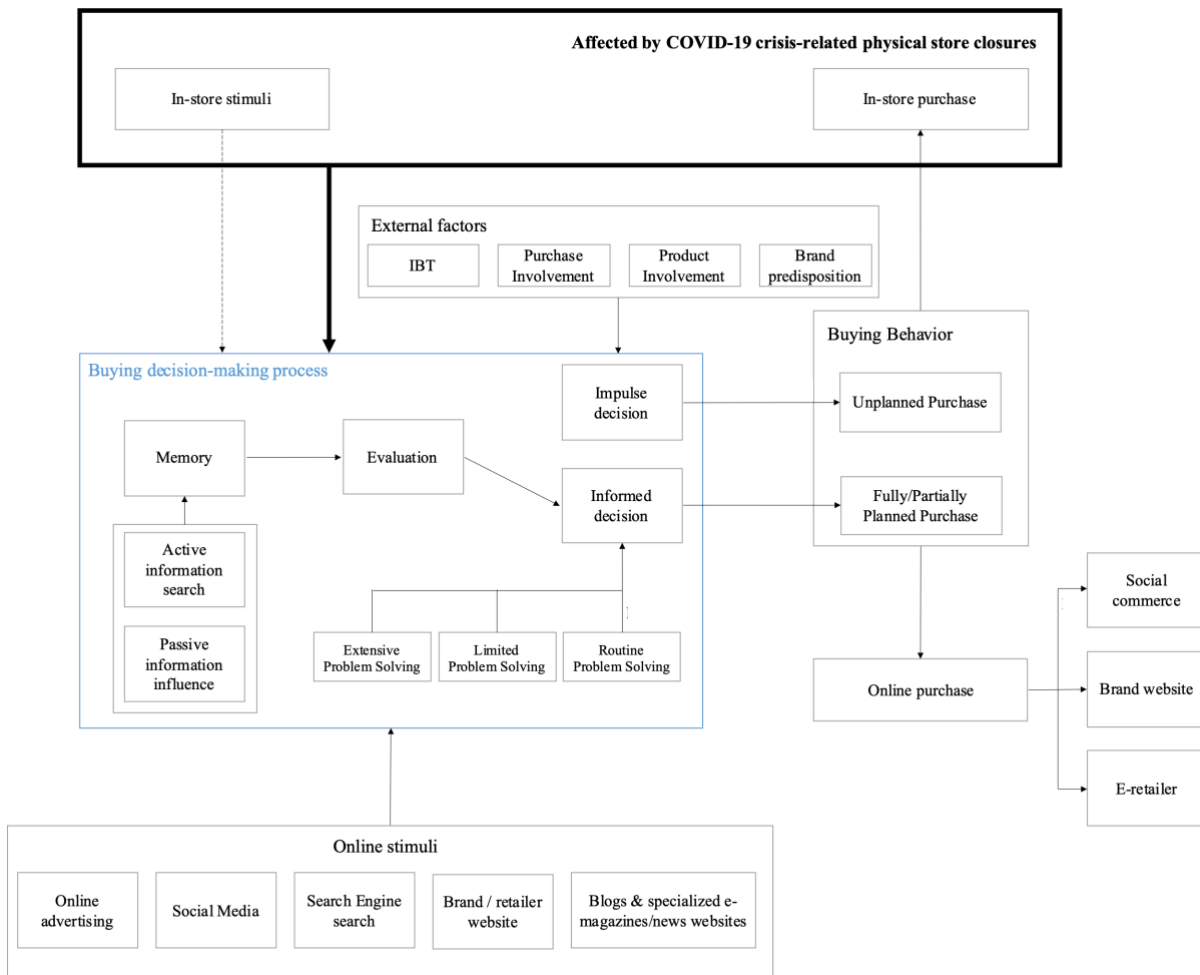 Affected by COVID-19 crisis-related physical store closures
In-store stimuli
In-store purchase
External factors
IBT
Purchase
Involvement
Product
Involvement
Brand
predisposition
Buying Behavior
Buying decision-making process
Impulse
decision
Unplanned Purchase
Memory
Evaluation
Informed
decision
Fully/Partially
Planned Purchase
Active
information
search
Passive
information
influence
Extensive
Problem Solving
Limited
Problem Solving
Routine
Problem Solving
Social
commerce
Online purchase
Brand website
E-retailer
Online stimuli
Online
advertising
Social Media
Search Engine
search
Brand / retailer
website
Blogs & specialized e-
magazines/news websites